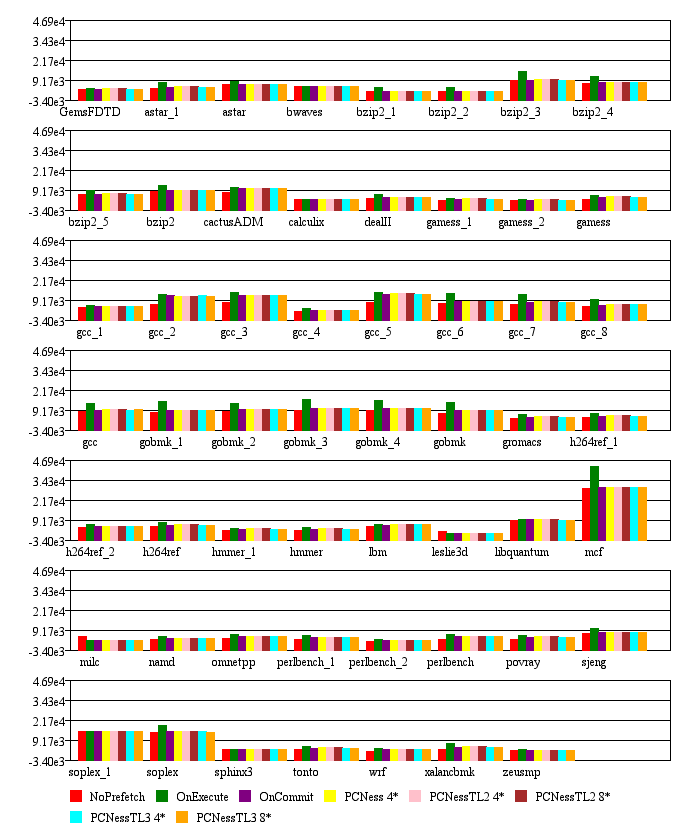 4.69e4
3.43e4
2.17e4
9.17e3
-3.40e3
GemsFDTD astar_1 astar bwaves bzip2_1 bzip2_2 bzip2_3 bzip2_4
4.69e4
3.43e4
2.17e4
9.17e3
-3.40e3
bzip2_5 bzip2 cactusADM calculix dealII gamess_1 gamess_2 gamess
4.69e4
3.43e4
2.17e4
9.17e3
-3.40e3
gcc_1 gcc_2 gcc_3 gcc_4 gcc_5 gcc_6 gcc_7 gcc_8
4.69e4
3.43e4
2.17e4
9.17e3
-3.40e3
gcc gobmk_1 gobmk_2 gobmk_3 gobmk_4 gobmk gromacs h264ref_1
4.69e4
3.43e4
2.17e4
9.17e3
-3.40e3
h264ref_2 h264ref hmmer_1 hmmer lbm leslie3d libquantum mcf
4.69e4
3.43e4
2.17e4
9.17e3
-3.40e3
milc namd omnetpp perlbench_1 perlbench_2 perlbench povray sjeng
4.69e4
3.43e4
2.17e4
9.17e3
-3.40e3
soplex_1 soplex sphinx3 tonto wrf xalancbmk zeusmp
NoPrefetch OnExecute OnCommit PCNess 4* PCNessTL2 4* PCNessTL2 8*
PCNessTL3 4* PCNessTL3 8*